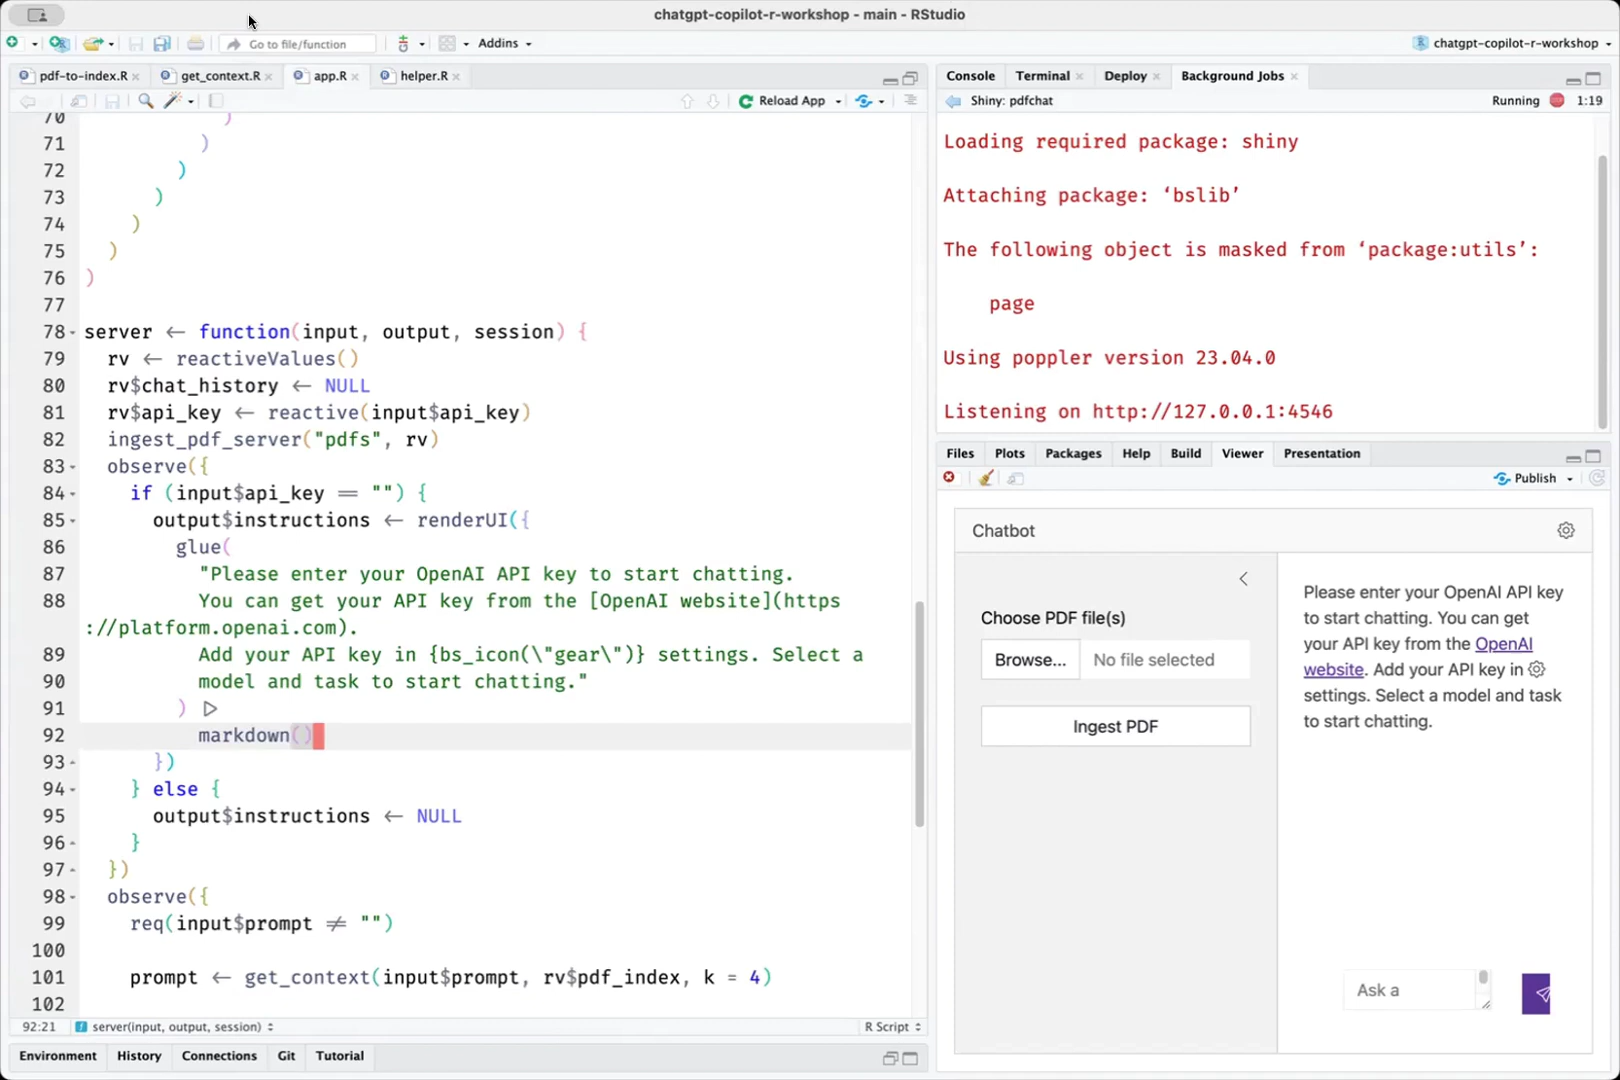 chatgpt-copilot-r-workshop - main - RStudio
Go to file/function
Addins
chatgpt-copilot-r-workshop
pdf-to-index.R
get_context.R
app.R
helper.R
Reload App
70 )
71 )
72 )
73 )
74 )
75 )
76 )
77
78 server ← function(input, output, session) {
79 rv ← reactiveValues()
80 rv$chat_history ← NULL
81 rv$api_key ← reactive(input$api_key)
82 ingest_pdf_server("pdfs", rv)
83 observe({
84 if (input$api_key == "") {
85 output$instructions ← renderUI({
86 glue(
87 "Please enter your OpenAI API key to start chatting.
88 You can get your API key from the [OpenAI website](https
://platform.openai.com).
89 Add your API key in {bs_icon(\"gear\")} settings. Select a
90 model and task to start chatting."
91 ) ▷
92 markdown()
93 })
94 } else {
95 output$instructions ← NULL
96 }
97 })
98 observe({
99 req(input$prompt ≠ "")
100
101 prompt ← get_context(input$prompt, rv$pdf_index, k = 4)
102
92:21 server(input, output, session) R Script
Environment History Connections Git Tutorial
Console Terminal Deploy Background Jobs
Shiny: pdfchat Running 1:19
Loading required package: shiny
Attaching package: ‘bslib’
The following object is masked from ‘package:utils’:
page
Using poppler version 23.04.0
Listening on http://127.0.0.1:4546
Files Plots Packages Help Build Viewer Presentation
Publish
Chatbot
Choose PDF file(s)
Browse... No file selected
Ingest PDF
Please enter your OpenAI API key
to start chatting. You can get
your API key from the OpenAI
website. Add your API key in
settings. Select a model and task
to start chatting.
Ask a